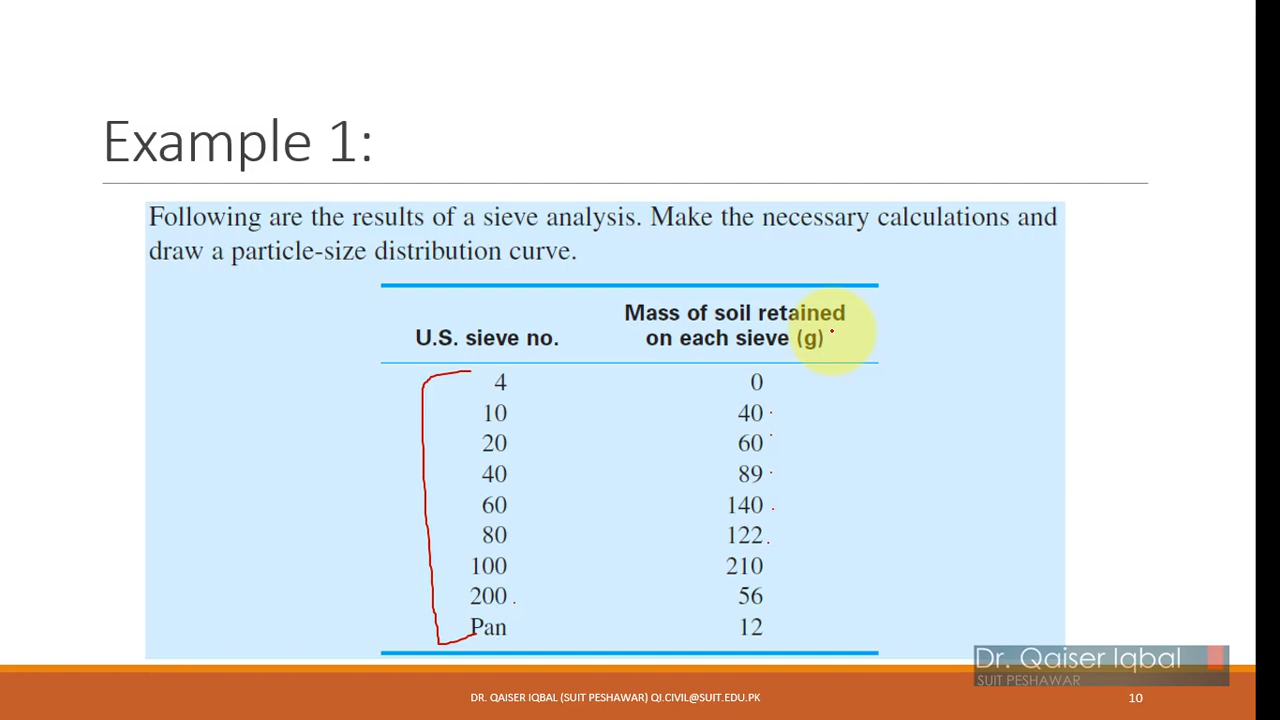 Example 1:
Following are the results of a sieve analysis. Make the necessary calculations and
draw a particle-size distribution curve.
Mass of soil retained
U.S. sieve no. on each sieve (g)
4 0
10 40
20 60
40 89
60 140
80 122
100 210
200 56
Pan 12
Dr. Qaiser Iqbal
SUIT PESHAWAR
DR. QAISER IQBAL (SUIT PESHAWAR) QI.CIVIL@SUIT.EDU.PK 10